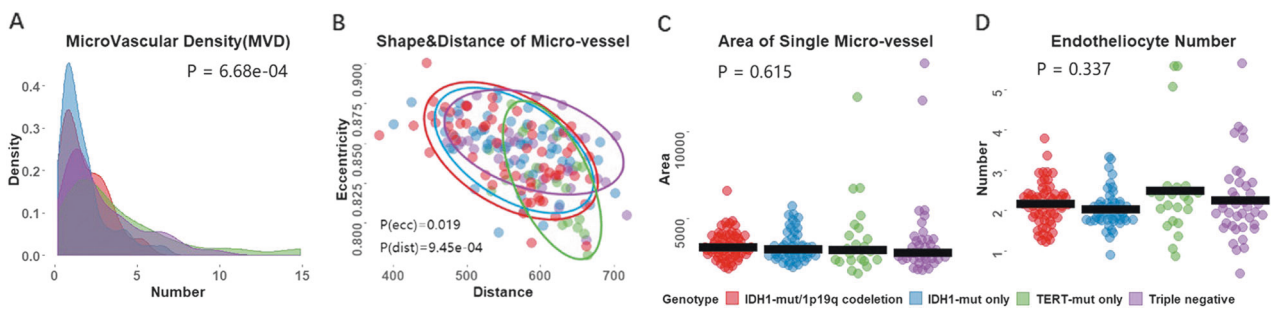 A
MicroVascular Density(MVD)
P = 6.68e-04
Density
0.4
0.3
0.2
0.1
0.0
0
5
10
15
Number
B
Shape&Distance of Micro-vessel
Eccentricity
0.900
0.875
0.850
0.825
0.800
P(ecc)=0.019
P(dist)=9.45e-04
400
500
600
700
Distance
C
Area of Single Micro-vessel
P = 0.615
Area
10000
5000
D
Endotheliocyte Number
P = 0.337
Number
5
4
3
2
1
Genotype IDH1-mut/1p19q codeletion IDH1-mut only TERT-mut only Triple negative